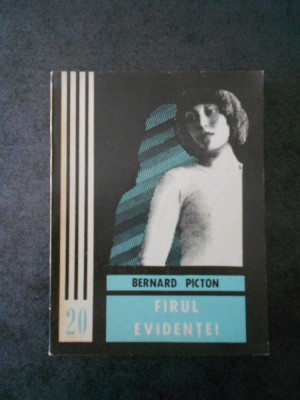 BERNARD PICTON
FIRUL
EVIDENȚEI
20